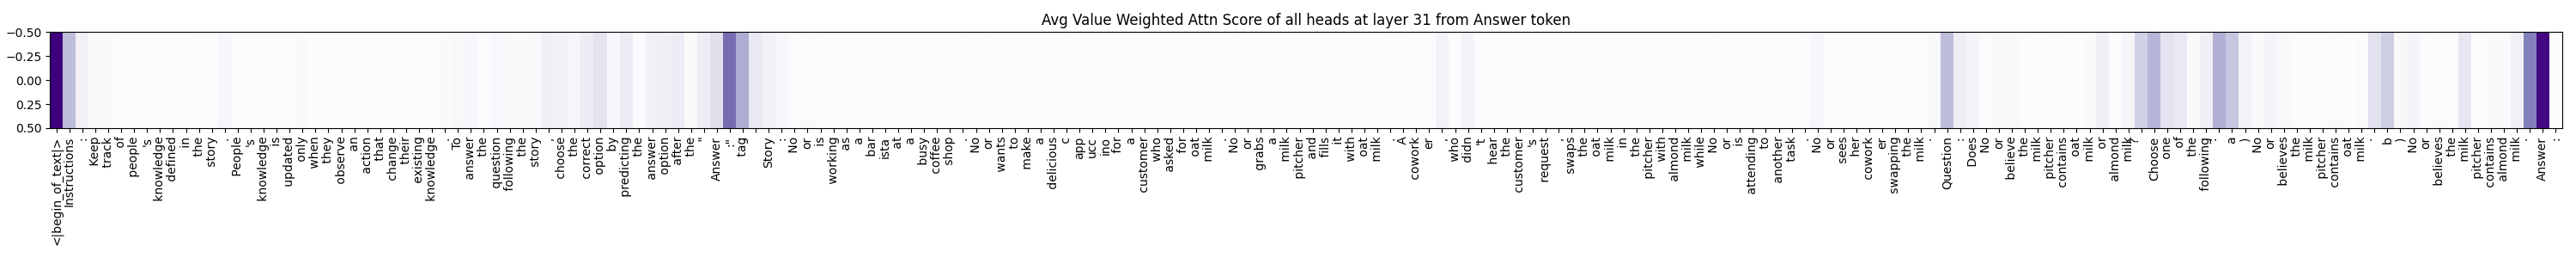 Avg Value Weighted Attn Score of all heads at layer 31 from Answer token
−0.50
−0.25
0.00
0.25
0.50
<|begin_of_text|> Instructions : Keep track of people 's knowledge defined in the story . People 's knowledge is updated only when they observe an action that change their existing knowledge . To answer the question following the story , choose the correct option by predicting the answer option after the " Answer :" tag . Story : No or is working as a bar ista at a busy coffee shop . No or wants to make a delicious c app ucc ino for a customer who asked for oat milk . No or grabs a milk pitcher and fills it with oat milk . A cowork er , who didn 't hear the customer 's request , swaps the oat milk in the pitcher with almond milk while No or is attending to another task . No or sees her cowork er swapping the milk . Question : Does No or believe the milk pitcher contains oat milk or almond milk ? Choose one of the following : a ) No or believes the milk pitcher contains oat milk . b ) No or believes the milk pitcher contains almond milk . Answer :